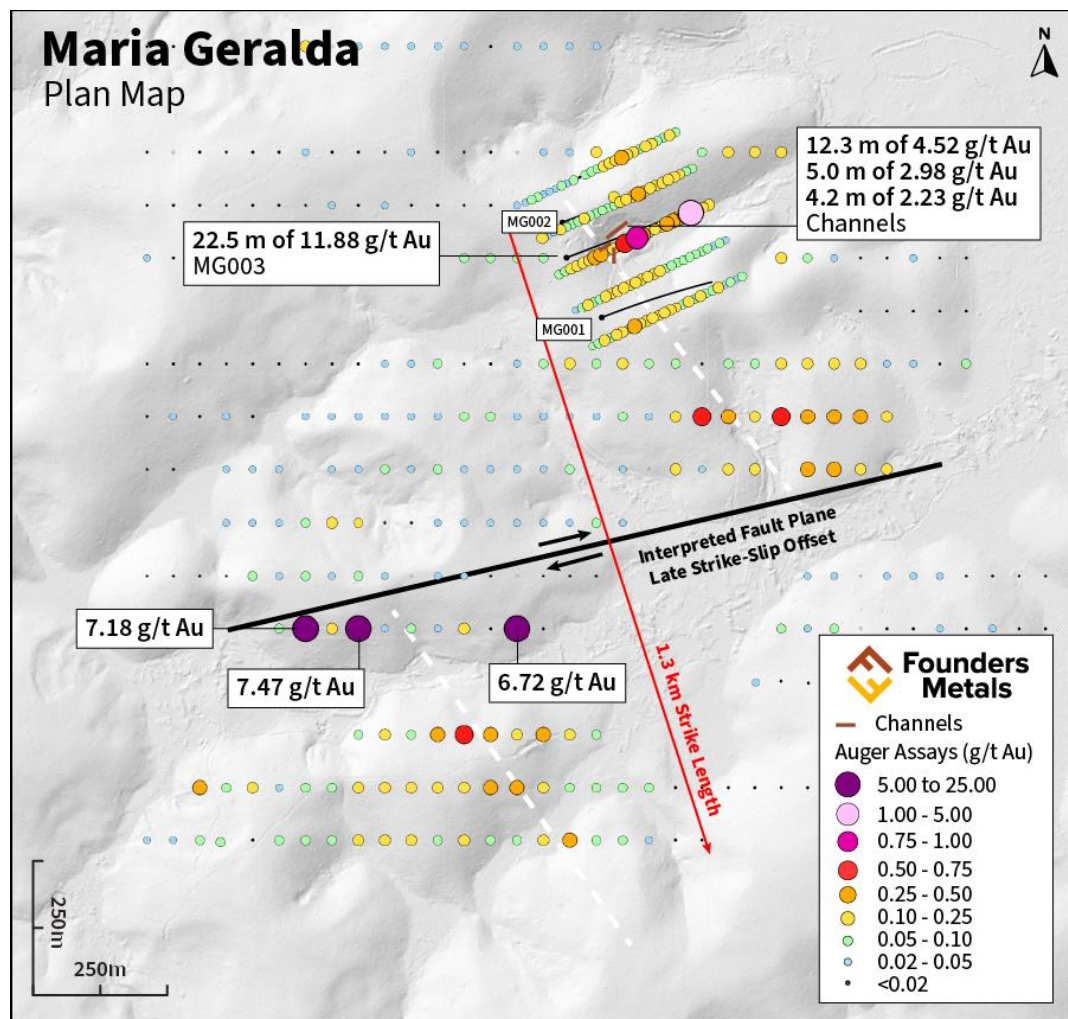 Maria Geralda
Plan Map
N
12.3 m of 4.52 g/t Au
5.0 m of 2.98 g/t Au
4.2 m of 2.23 g/t Au
Channels
MG002
22.5 m of 11.88 g/t Au
MG003
MG001
Interpreted Fault Plane
Late Strike-Slip Offset
7.18 g/t Au
7.47 g/t Au
6.72 g/t Au
1.3 km Strike Length
Founders
Metals
Channels
Auger Assays (g/t Au)
5.00 to 25.00
1.00 - 5.00
0.75 - 1.00
0.50 - 0.75
0.25 - 0.50
0.10 - 0.25
0.05 - 0.10
0.02 - 0.05
<0.02
250m
250m